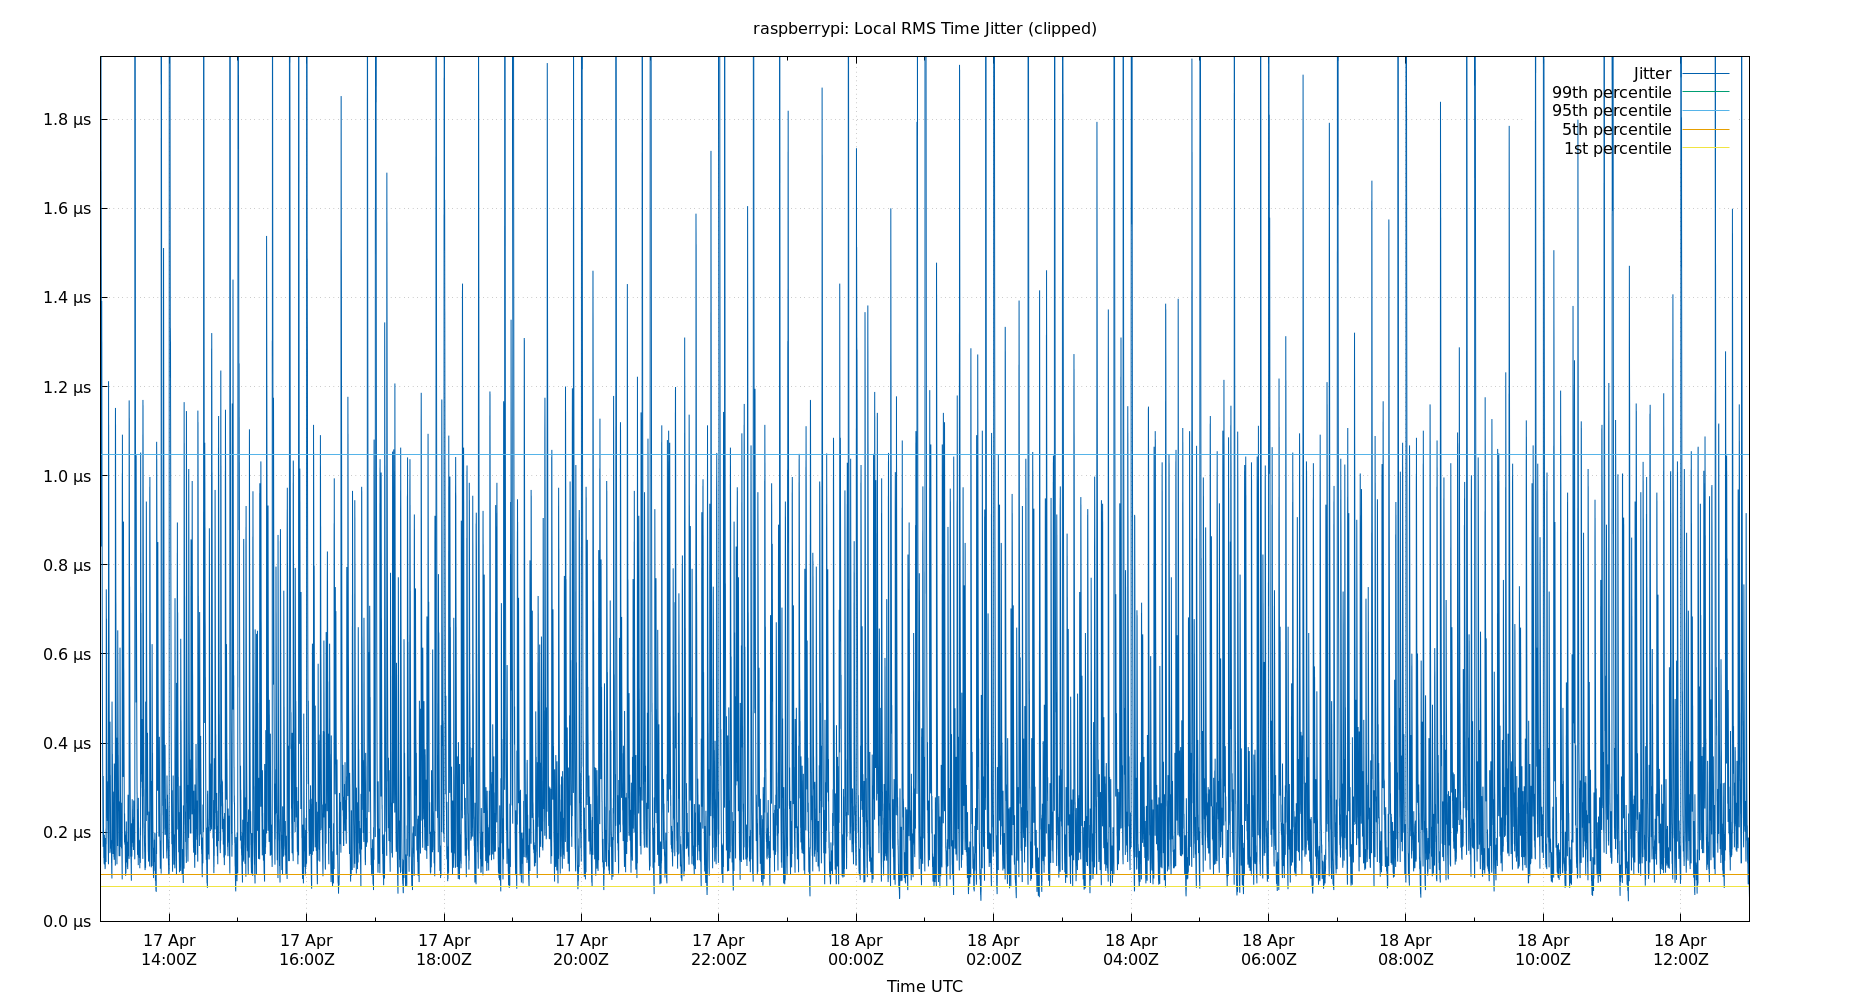 raspberrypi: Local RMS Time Jitter (clipped)
Jitter
99th percentile
95th percentile
5th percentile
1st percentile
1.8 µs
1.6 µs
1.4 µs
1.2 µs
1.0 µs
0.8 µs
0.6 µs
0.4 µs
0.2 µs
0.0 µs
17 Apr 17 Apr 17 Apr 17 Apr 17 Apr 18 Apr 18 Apr 18 Apr 18 Apr 18 Apr 18 Apr 18 Apr
14:00Z 16:00Z 18:00Z 20:00Z 22:00Z 00:00Z 02:00Z 04:00Z 06:00Z 08:00Z 10:00Z 12:00Z
Time UTC